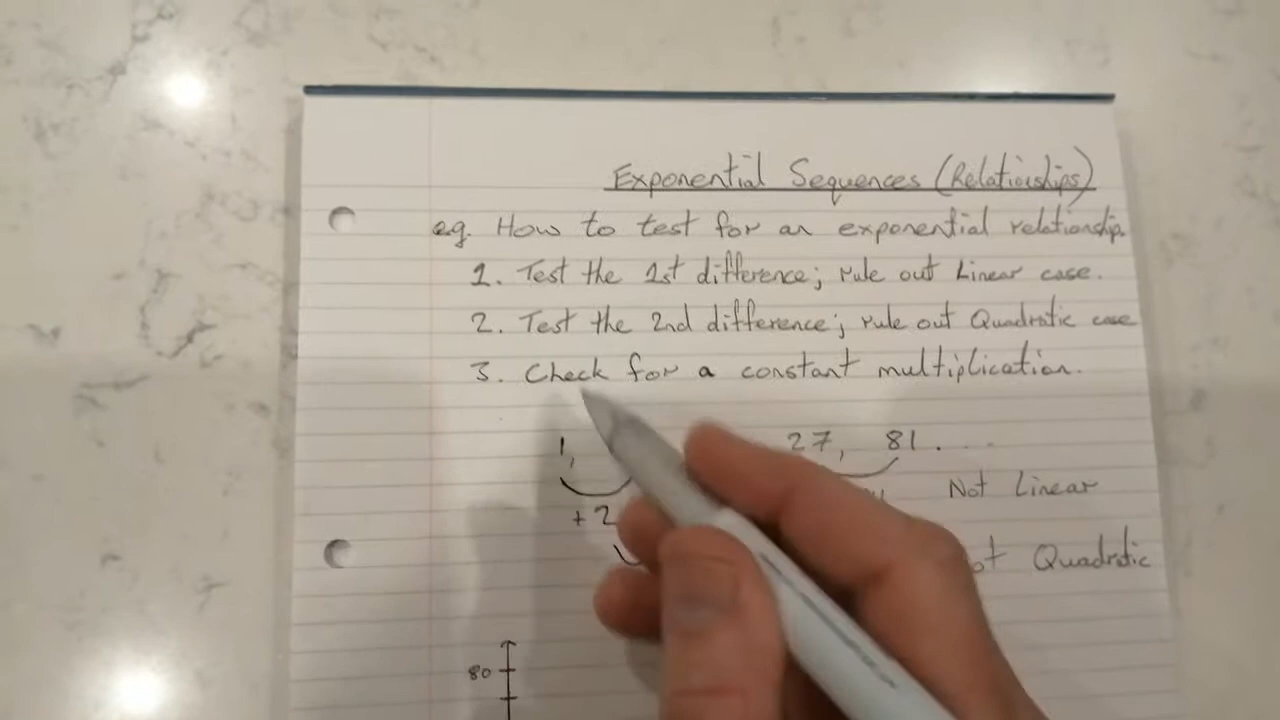 Exponential Sequences (Relationships)
e.g. How to test for an exponential relationship.
1. Test the 1st difference; rule out Linear case.
2. Test the 2nd difference; rule out Quadratic case
3. Check for a constant multiplication.
1, 27, 81. . . .
Not Linear
+2
Quadratic
80